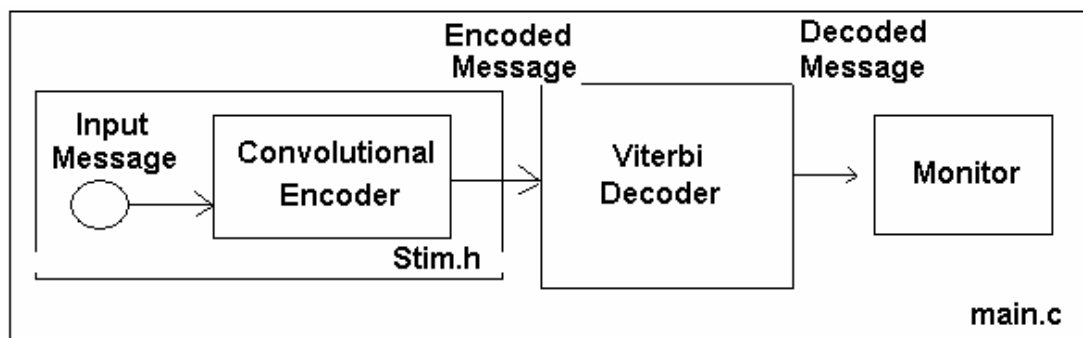 Input
Message
Convolutional
Encoder
Stim.h
Encoded
Message
Viterbi
Decoder
Decoded
Message
Monitor
main.c